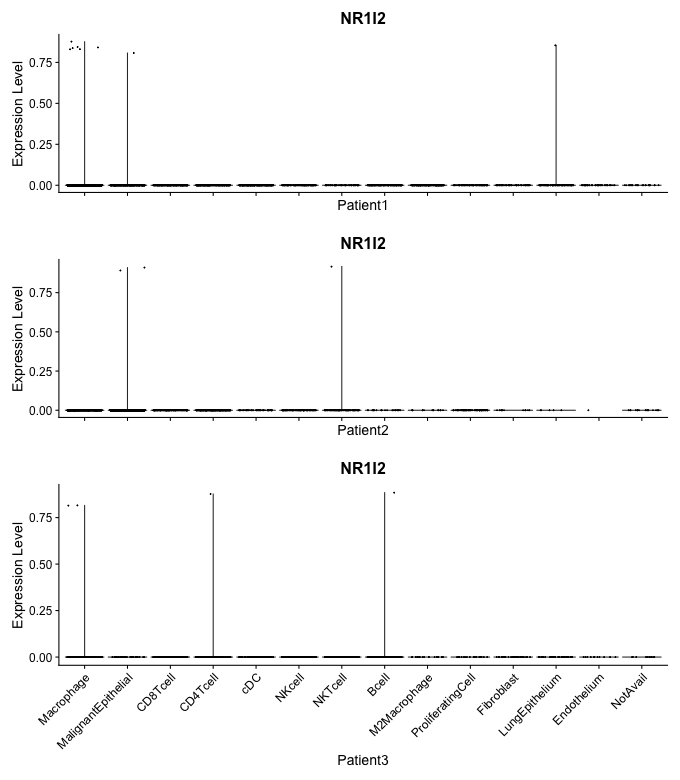 NR1I2
Expression Level
0.75
0.50
0.25
0.00
Patient1
NR1I2
Expression Level
0.75
0.50
0.25
0.00
Patient2
NR1I2
Expression Level
0.75
0.50
0.25
0.00
Macrophage
MalignantEpithelial
CD8Tcell
CD4Tcell
cDC
NKcell
NKTcell
Bcell
M2Macrophage
ProliferatingCell
Fibroblast
LungEpithelium
Endothelium
NotAvail
Patient3